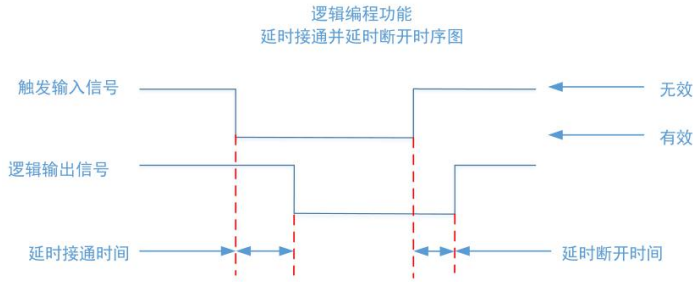 逻辑编程功能
延时接通并延时断开时序图
触发输入信号
无效
有效
逻辑输出信号
延时接通时间
延时断开时间